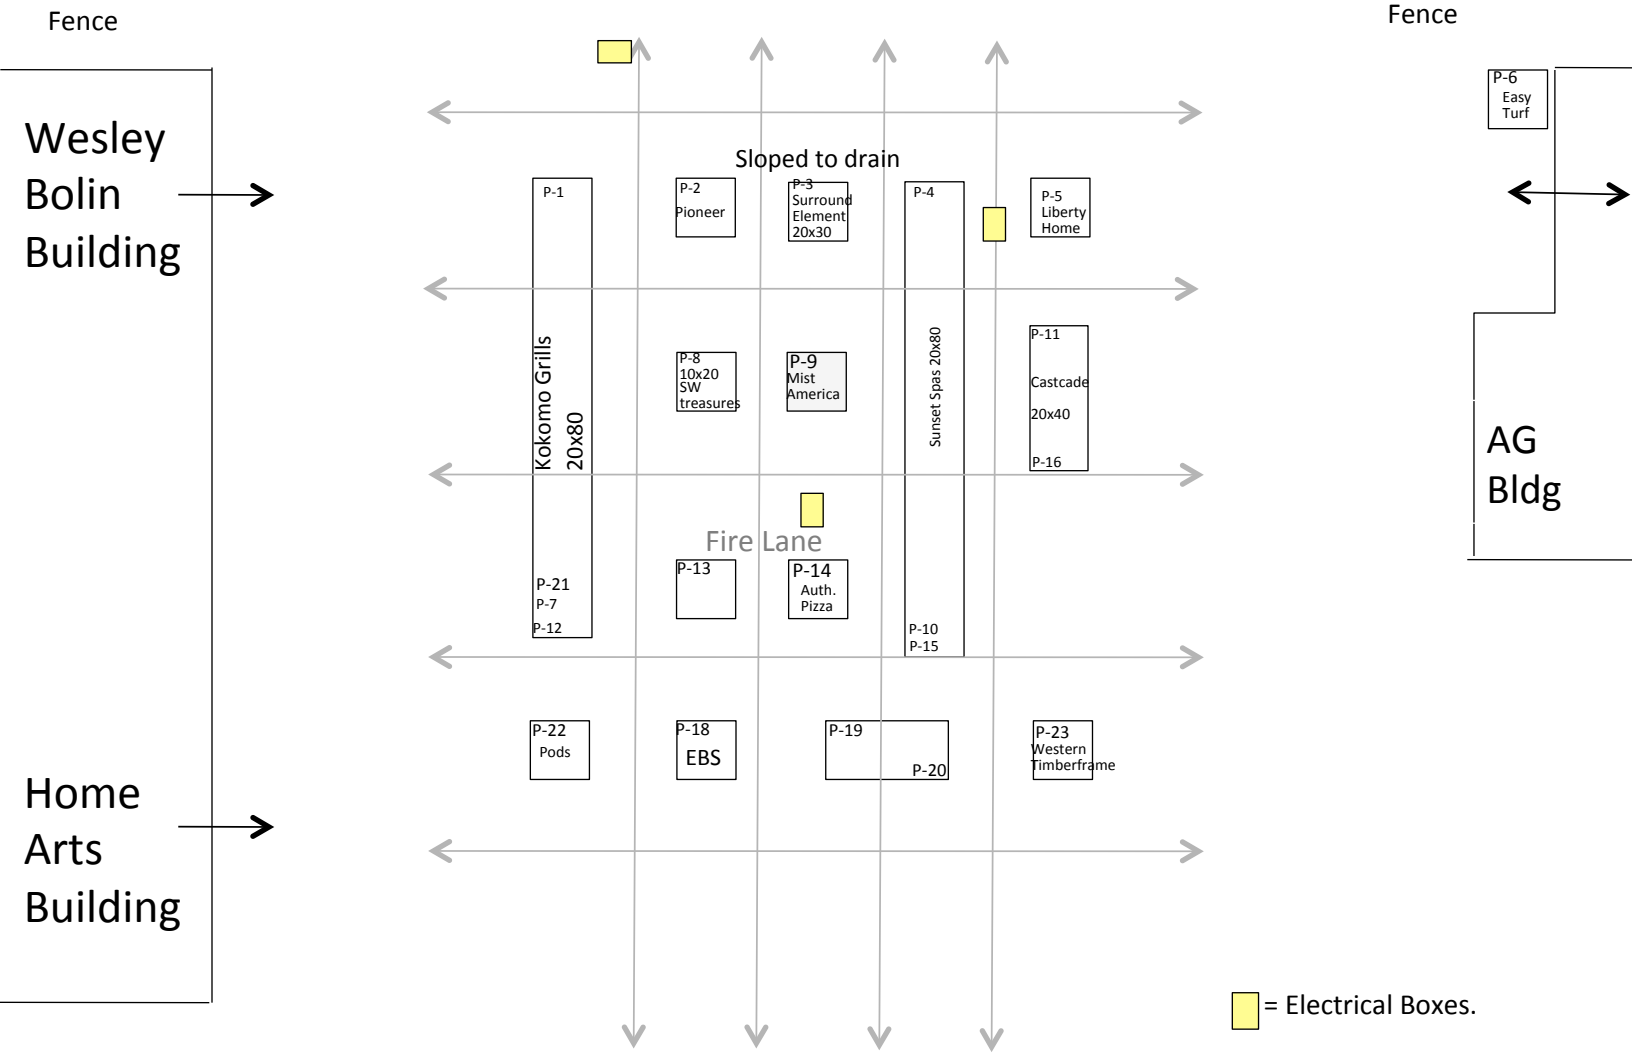 Fence
Fence
P-6
Easy
Turf
Wesley
Bolin
Building
Sloped to drain
P-1
P-2
Pioneer
P-3
Surround
Element
20x30
P-4
P-5
Liberty
Home
Kokomo Grills
20x80
P-8
10x20
SW
treasures
P-9
Mist
America
Sunset Spas 20x80
P-11
Castcade
20x40
P-16
AG
Bldg
Fire Lane
P-21
P-7
P-12
P-13
P-14
Auth.
Pizza
P-10
P-15
P-22
Pods
P-18
EBS
P-19
P-20
P-23
Western
Timberframe
Home
Arts
Building
= Electrical Boxes.